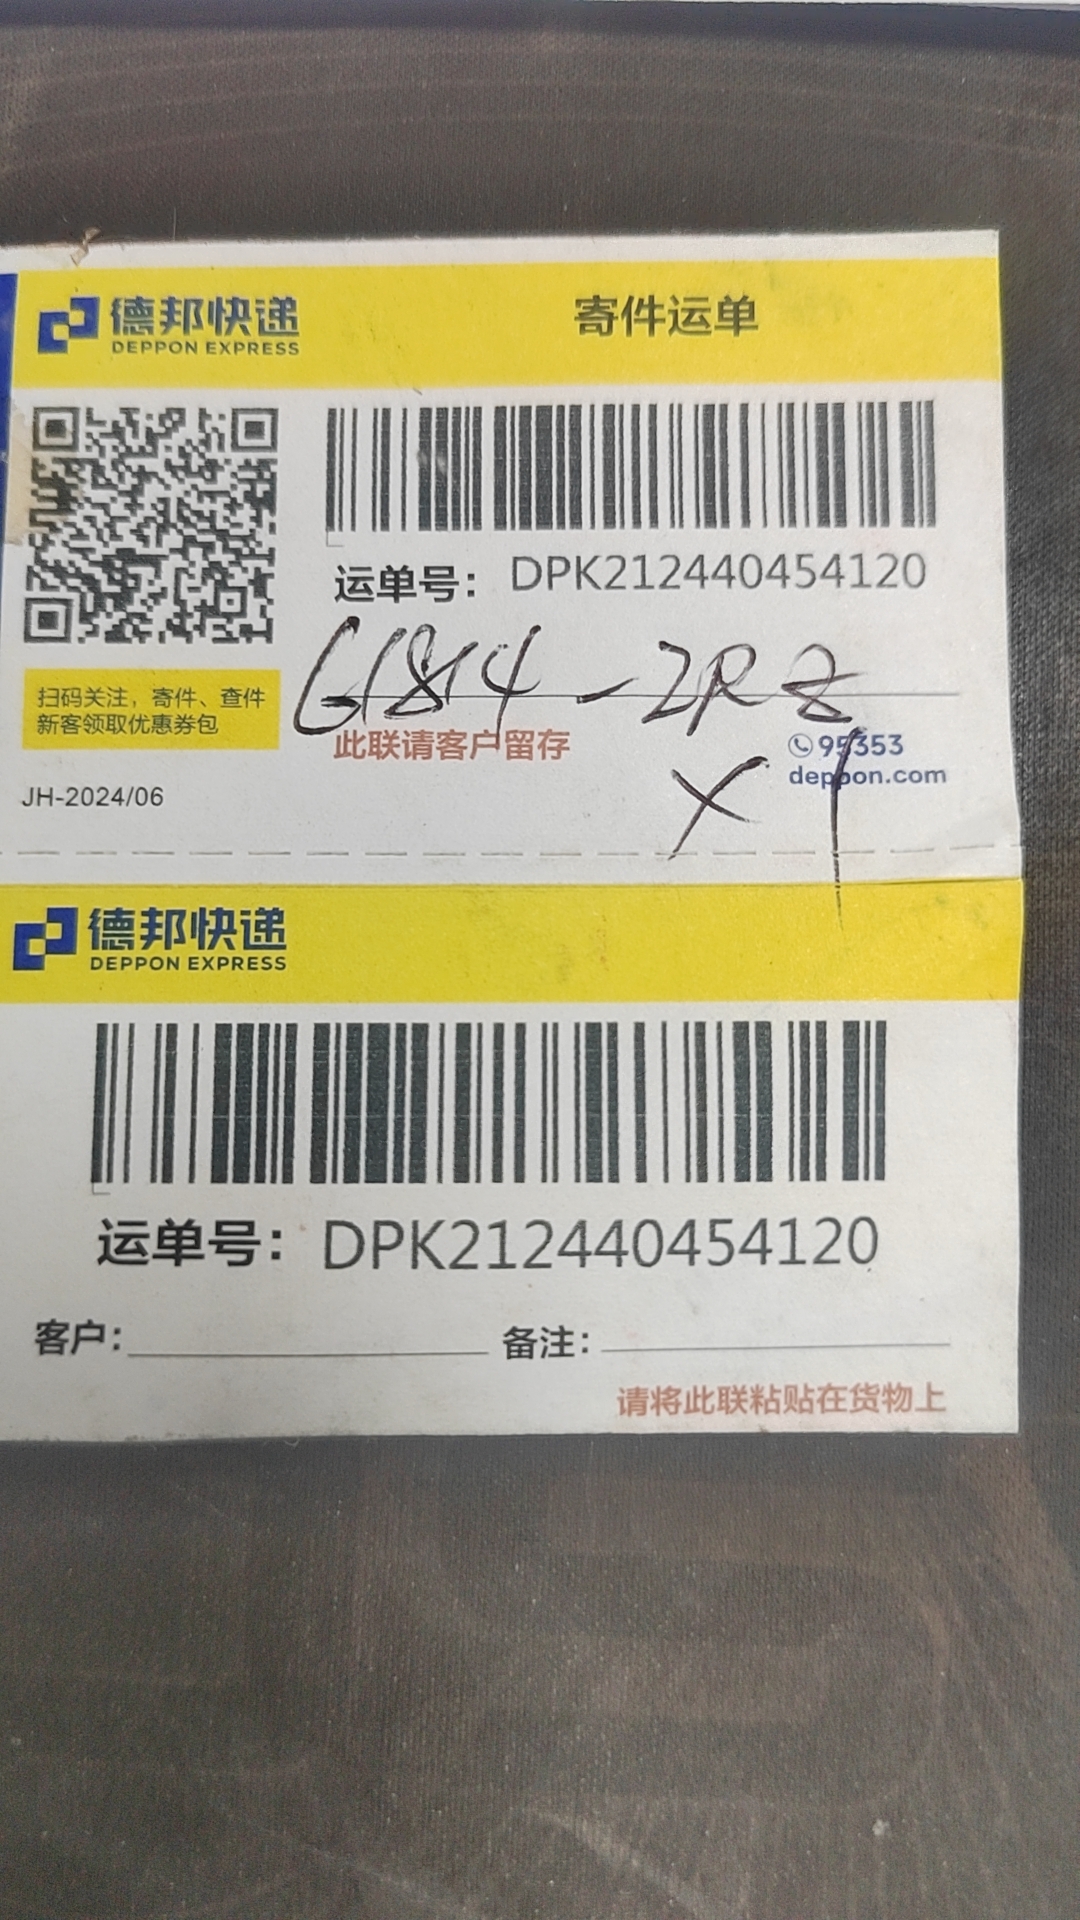 德邦快递
DEPPON EXPRESS
寄件运单
运单号： DPK212440454120
G1814-2RZ
扫码关注，寄件、查件
新客领取优惠券包
此联请客户留存
95353
deppon.com
X1
JH-2024/06
德邦快递
DEPPON EXPRESS
运单号： DPK212440454120
客户：
备注：
请将此联粘贴在货物上